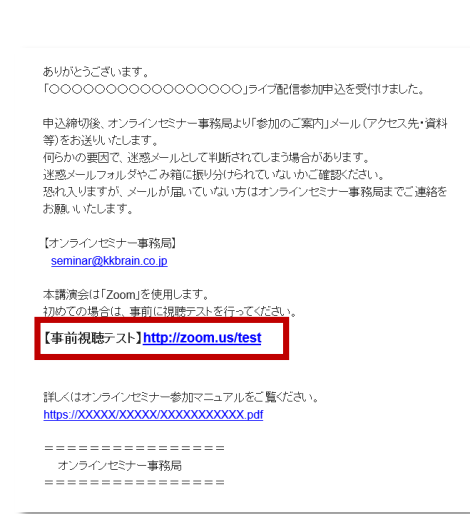 ありがとうございます。
「〇〇〇〇〇〇〇〇〇〇〇〇〇〇〇〇〇」ライブ配信参加申込を受付けました。
申込締切後、オンラインセミナー事務局より「参加のご案内」メール(アクセス先・資料
等)をお送りいたします。
何らかの要因で、迷惑メールとして判断されてしまう場合があります。
迷惑メールフォルダやごみ箱に振り分けられていないかご確認ください。
恐れ入りますが、メールが届いていない方はオンラインセミナー事務局までご連絡を
お願いいたします。
【オンラインセミナー事務局】
seminar@kkbrain.co.jp
本講演会は「Zoom」を使用します。
初めての場合は、事前に視聴テストを行ってください。
【事前視聴テスト】http://zoom.us/test
詳しくはオンラインセミナー参加マニュアルをご覧ください。
https://XXXXX/XXXXX/XXXXXXXXXXX.pdf
================
オンラインセミナー事務局
================